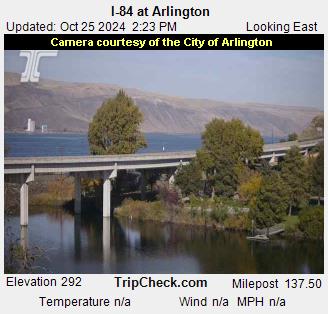 I-84 at Arlington
Updated: Oct 25 2024 2:23 PM Looking East
Camera courtesy of the City of Arlington
Elevation 292 TripCheck.com Milepost 137.50
Temperature n/a Wind n/a MPH n/a